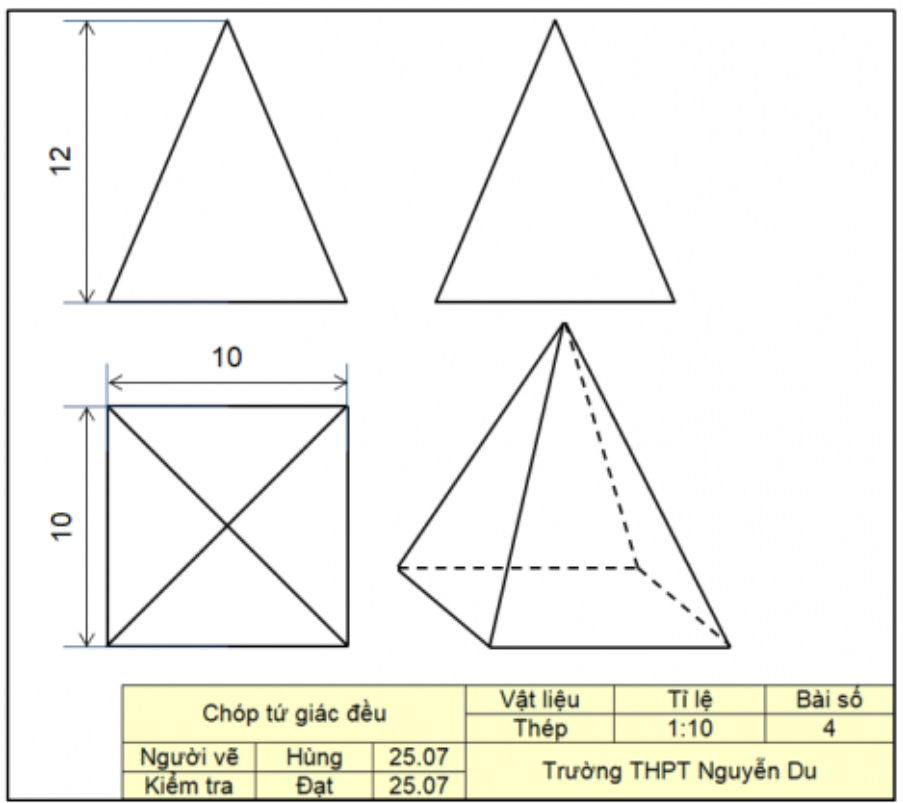 12
10
10
Chóp tứ giác đều
Vật liệu Tỉ lệ Bài số
Thép 1:10 4
Người vẽ Hùng 25.07
Kiểm tra Đạt 25.07
Trường THPT Nguyễn Du